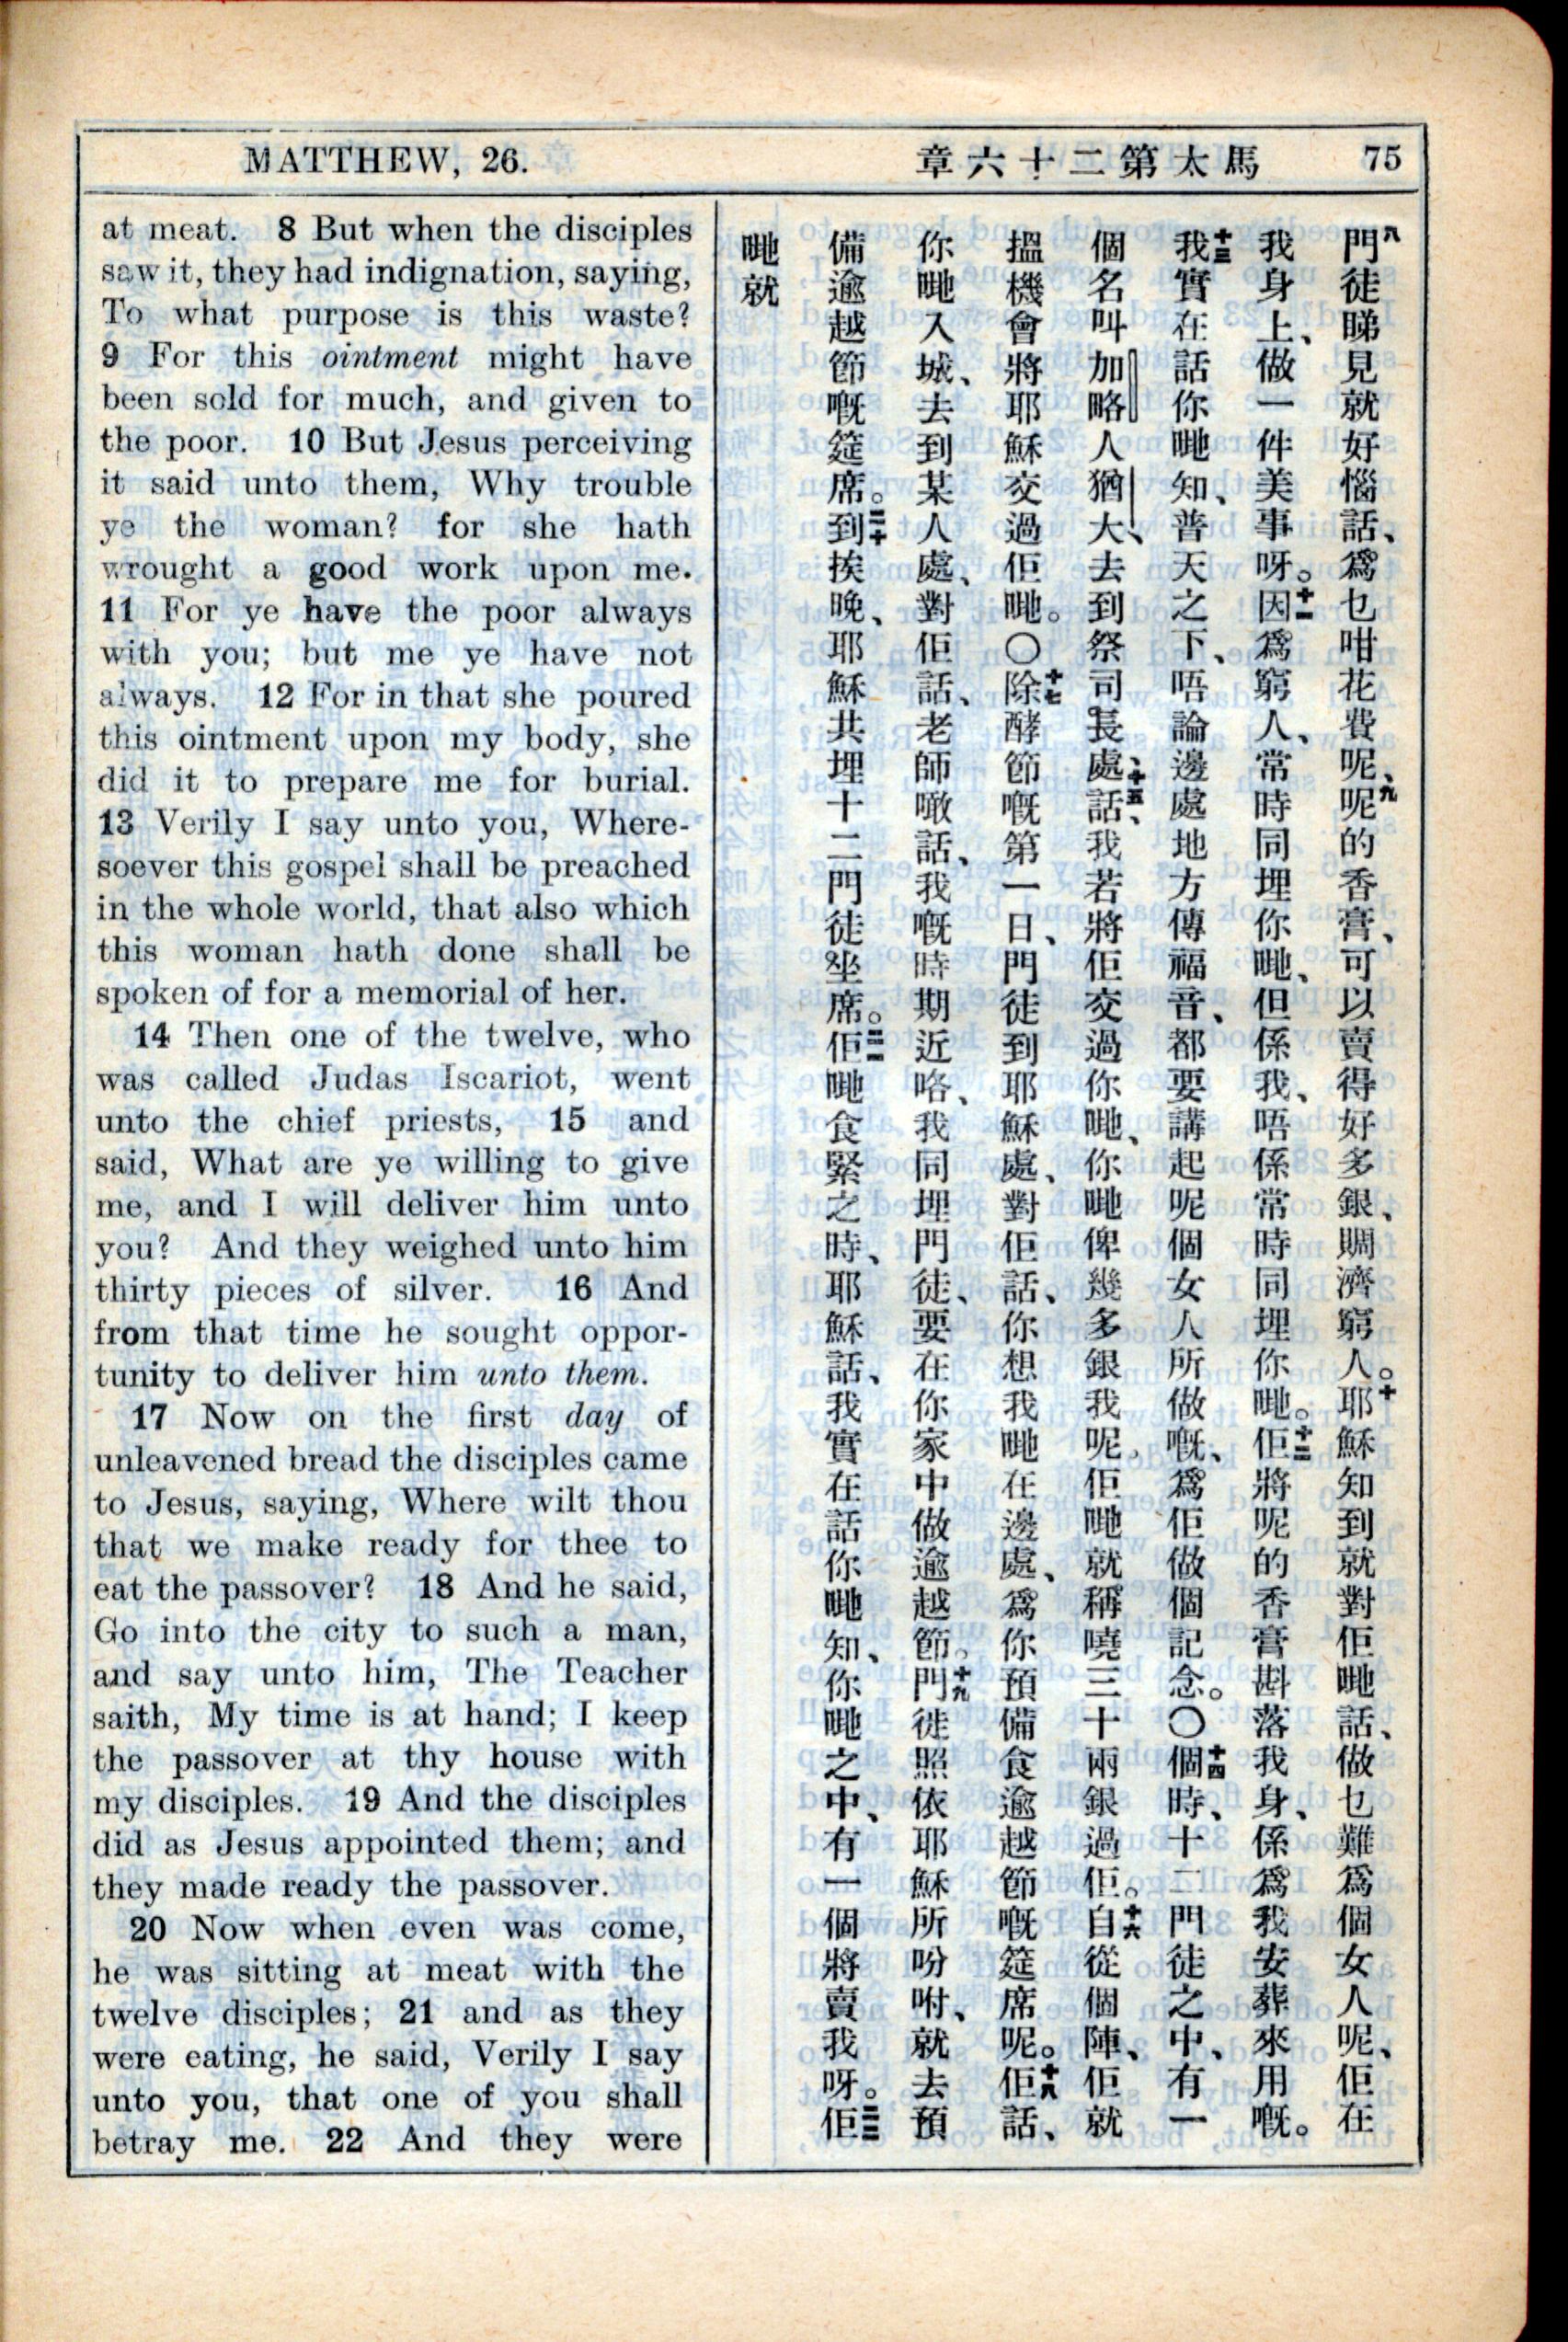 MATTHEW, 26.
馬太第二十六章
75
at meat. 8 But when the disciples
saw it, they had indignation, saying,
To what purpose is this waste?
9 For this ointment might have
been sold for much, and given to
the poor. 10 But Jesus perceiving
it said unto them, Why trouble
ye the woman? for she hath
wrought a good work upon me.
11 For ye have the poor always
with you; but me ye have not
always. 12 For in that she poured
this ointment upon my body, she
did it to prepare me for burial.
13 Verily I say unto you, Where-
soever this gospel shall be preached
in the whole world, that also which
this woman hath done shall be
spoken of for a memorial of her.
14 Then one of the twelve, who
was called Judas Iscariot, went
unto the chief priests, 15 and
said, What are ye willing to give
me, and I will deliver him unto
you? And they weighed unto him
thirty pieces of silver. 16 And
from that time he sought oppor-
tunity to deliver him unto them.
17 Now on the first day of
unleavened bread the disciples came
to Jesus, saying, Where wilt thou
that we make ready for thee to
eat the passover? 18 And he said,
Go into the city to such a man,
and say unto him, The Teacher
saith, My time is at hand; I keep
the passover at thy house with
my disciples. 19 And the disciples
did as Jesus appointed them; and
they made ready the passover.
20 Now when even was come,
he was sitting at meat with the
twelve disciples; 21 and as they
were eating, he said, Verily I say
unto you, that one of you shall
betray me. 22 And they were
門徒睇見就好惱話、爲乜咁花費呢、九呢的香膏、可以賣得好多銀、賙濟窮人。十耶穌知到就對佢哋話、做乜難爲個女人呢、佢在
我身上、做一件美事呀。十一因爲窮人、常時同埋你哋、但係我、唔係常時同埋你哋。十二佢將呢的香膏斟落我身、係爲我安葬來用嘅。
十三我實在話你哋知、普天之下、唔論邊處地方傳福音、都要講起呢個女人所做嘅、爲佢做個記念。〇十四個時、十二門徒之中、有一
個名叫加略人猶大、去到祭司長處、十五話、我若將佢交過你哋、你哋俾幾多銀我呢。佢哋就稱嘵三十兩銀過佢。十六自從個陣、佢就
搵機會將耶穌交過佢哋。〇十七除酵節嘅第一日、門徒到耶穌處、對佢話、你想我哋在邊處、爲你預備食逾越節嘅筵席呢。十八佢話、
你哋入城、去到某人處、對佢話、老師噉話、我嘅時期近咯、我同埋門徒、要在你家中做逾越節。十九門徒照依耶穌所吩咐、就去預
備逾越節嘅筵席。二十到挨晚、耶穌共埋十二門徒坐席。二一佢哋食緊之時、耶穌話、我實在話你哋知、你哋之中、有一個將賣我呀。二二佢
哋就